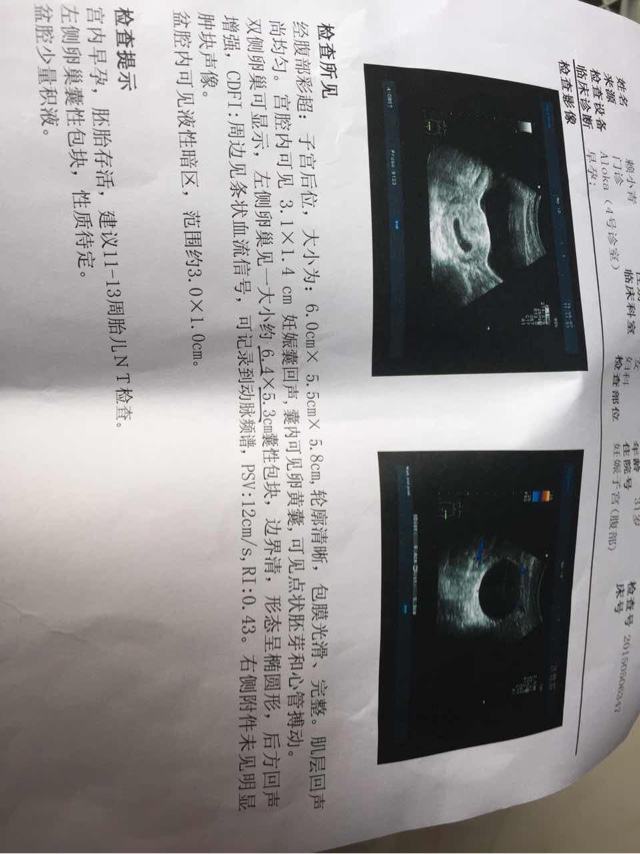 姓名 赖小青 性别 年龄 31岁 检查号 20150508347
来源 门诊 临床科室 妇科 住院号 床号
检查设备 Aloka（4号诊室） 检查部位 妊娠子宫（腹部）
临床诊断 早孕；
检查影像
检查所见
经腹部彩超：子宫后位，大小为：6.0cm×5.5cm×5.8cm,轮廓清晰，包膜光滑、完整。肌层回声
尚均匀。宫腔内可见 3.1×1.4 cm 妊娠囊回声,囊内可见卵黄囊,可见点状胚芽和心管搏动。
双侧卵巢可显示，左侧卵巢见一大小约 6.4×5.3cm囊性包块，边界清，形态呈椭圆形，后方回声
增强，CDFI:周边见条状血流信号，可记录到动脉频谱，PSV:12cm/s,RI:0.43。右侧附件未见明显
肿块声像。
盆腔内可见液性暗区，范围约3.0×1.0cm。
检查提示
宫内早孕，胚胎存活，建议11-13周胎儿NT检查。
左侧卵巢囊性包块，性质待定。
盆腔少量积液。